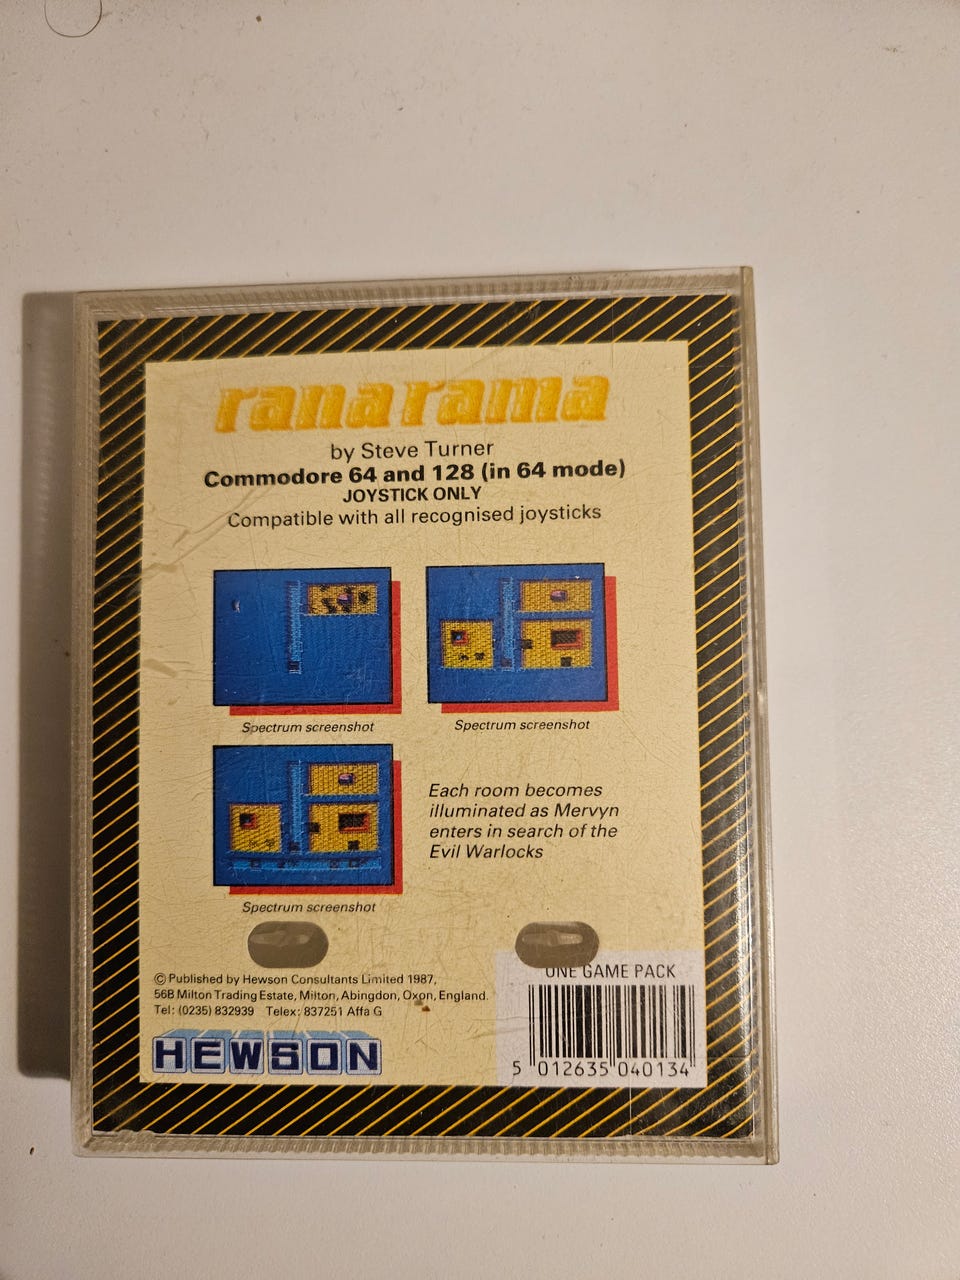 ranarama
by Steve Turner
Commodore 64 and 128 (in 64 mode)
JOYSTICK ONLY
Compatible with all recognised joysticks
Spectrum screenshot
Spectrum screenshot
Spectrum screenshot
Each room becomes
illuminated as Mervyn
enters in search of the
Evil Warlocks
© Published by Hewson Consultants Limited 1987,
56B Milton Trading Estate, Milton, Abingdon, Oxon, England.
Tel: (0235) 832939 Telex: 837251 Affa G
HEWSON
ONE GAME PACK
5 012635 040134